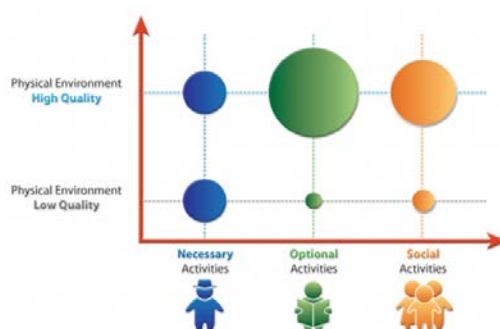 Physical Environment
High Quality
Physical Environment
Low Quality
Necessary
Activities
Optional
Activities
Social
Activities